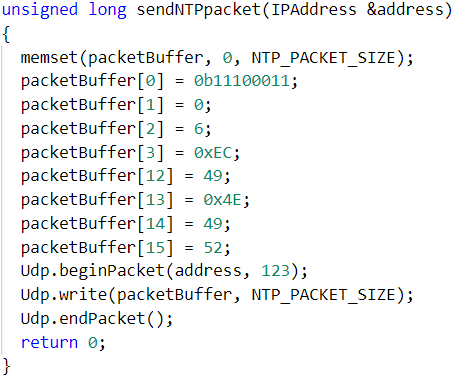 unsigned long sendNTPpacket(IPAddress &address)
{
  memset(packetBuffer, 0, NTP_PACKET_SIZE);
  packetBuffer[0] = 0b11100011;
  packetBuffer[1] = 0;
  packetBuffer[2] = 6;
  packetBuffer[3] = 0xEC;
  packetBuffer[12] = 49;
  packetBuffer[13] = 0x4E;
  packetBuffer[14] = 49;
  packetBuffer[15] = 52;
  Udp.beginPacket(address, 123);
  Udp.write(packetBuffer, NTP_PACKET_SIZE);
  Udp.endPacket();
  return 0;
}